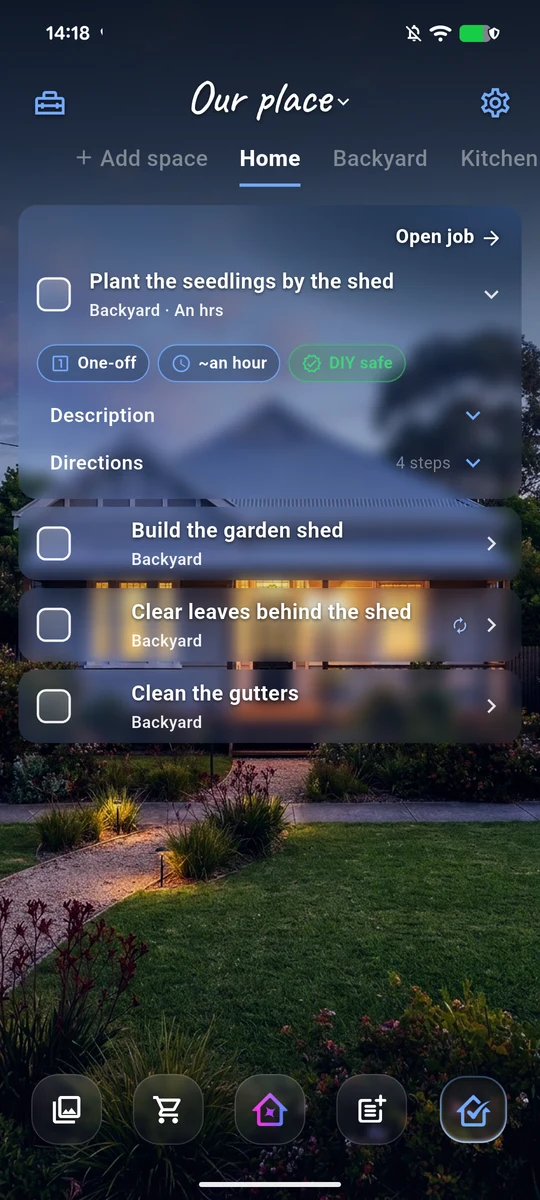 14:18
Our place
+ Add space Home Backyard Kitchen
Open job →
Plant the seedlings by the shed
Backyard · An hrs
1 One-off ~an hour DIY safe
Description
Directions 4 steps
Build the garden shed
Backyard
Clear leaves behind the shed
Backyard
Clean the gutters
Backyard